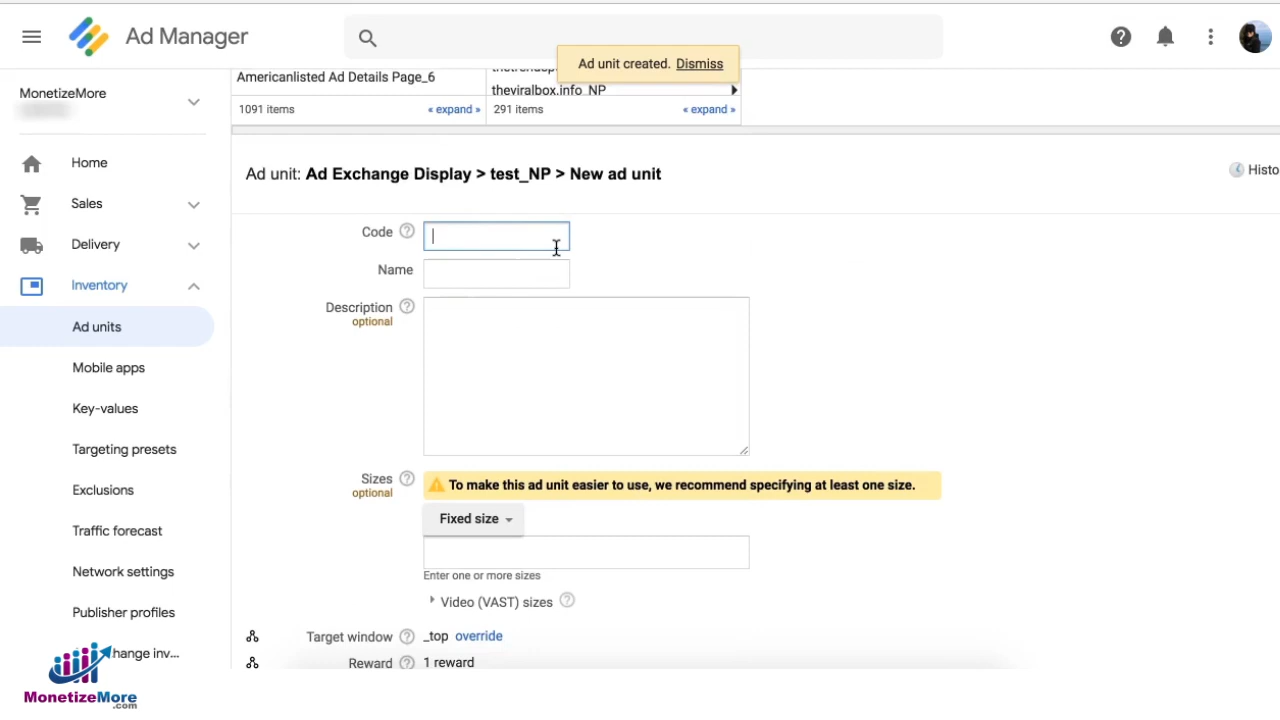 Ad Manager
Ad unit created. Dismiss
MonetizeMore
Americanlisted Ad Details Page_6
theviralbox.info_NP
1091 items
« expand »
291 items
« expand »
Home
Sales
Delivery
Inventory
Ad units
Mobile apps
Key-values
Targeting presets
Exclusions
Traffic forecast
Network settings
Publisher profiles
hange inv...
MonetizeMore
.com
Ad unit: Ad Exchange Display > test_NP > New ad unit
Histo
Code
Name
Description
optional
Sizes
optional
To make this ad unit easier to use, we recommend specifying at least one size.
Fixed size
Enter one or more sizes
Video (VAST) sizes
Target window
_top override
Reward
1 reward